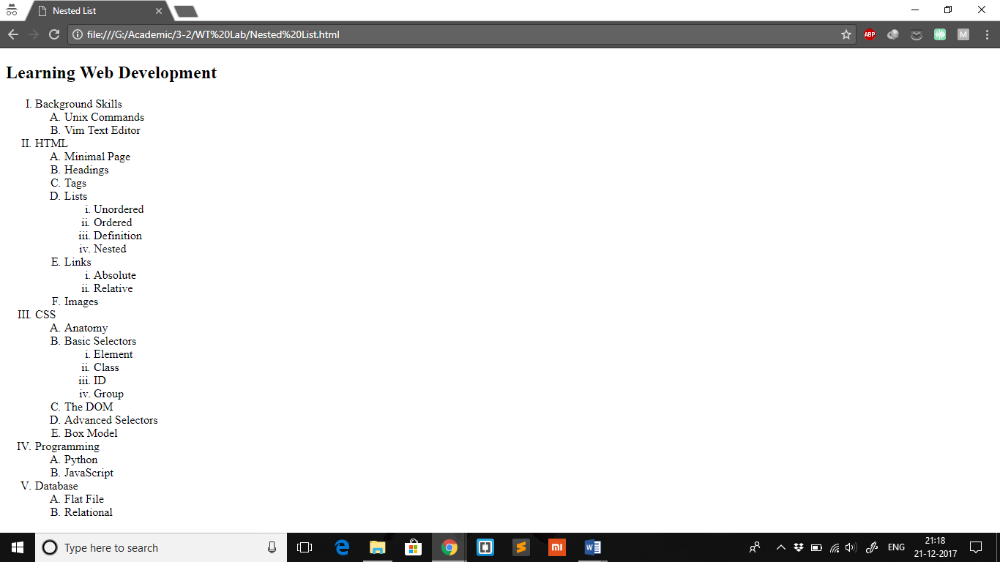 Nested List
file:///G:/Academic/3-2/WT%20Lab/Nested%20List.html
ABP
M
Learning Web Development
I. Background Skills
A. Unix Commands
B. Vim Text Editor
II. HTML
A. Minimal Page
B. Headings
C. Tags
D. Lists
i. Unordered
ii. Ordered
iii. Definition
iv. Nested
E. Links
i. Absolute
ii. Relative
F. Images
III. CSS
A. Anatomy
B. Basic Selectors
i. Element
ii. Class
iii. ID
iv. Group
C. The DOM
D. Advanced Selectors
E. Box Model
IV. Programming
A. Python
B. JavaScript
V. Database
A. Flat File
B. Relational
Type here to search
mi
W
ENG
21:18
21-12-2017